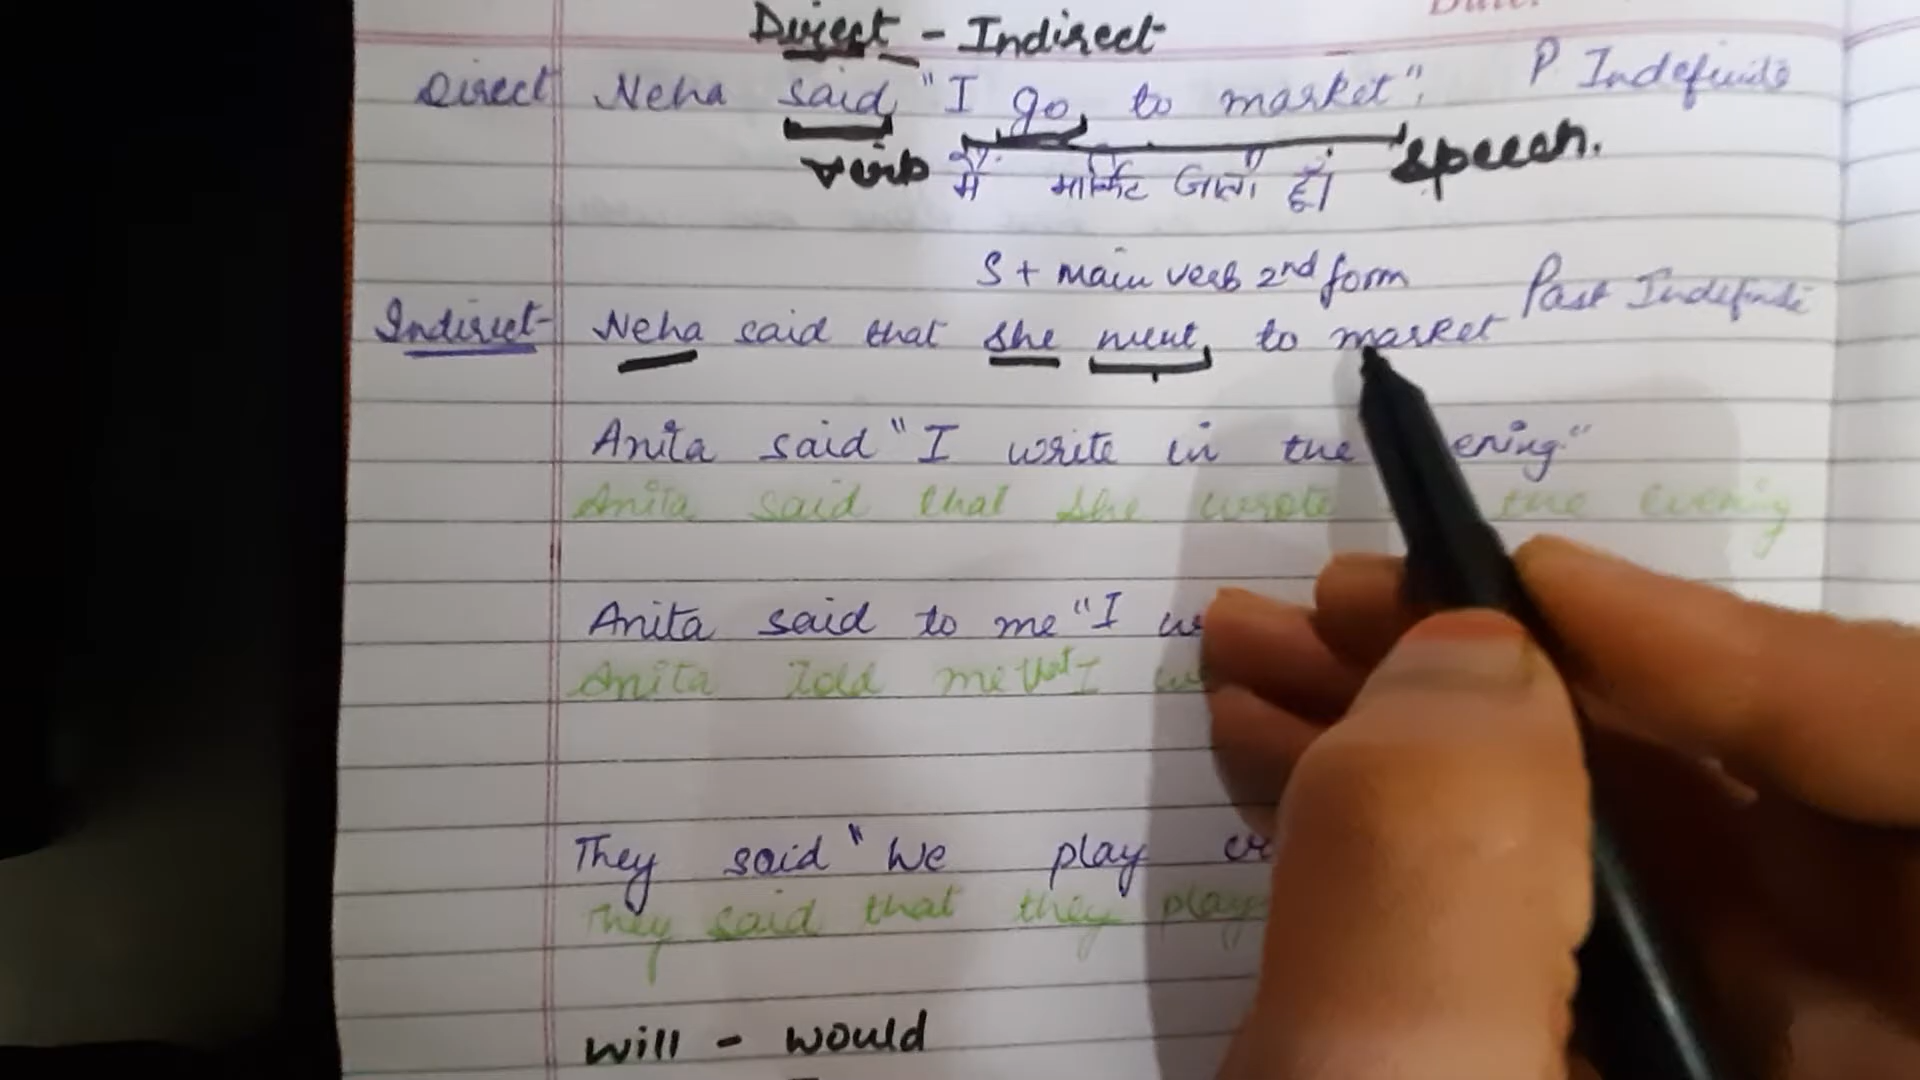 Direct - Indirect
Direct Neha said, "I go, to market", P. Indefinite
verb speech.
मैं मार्किट जाती हूँ।
S + main verb 2nd form
Past Indefinite
Indirect- Neha said that she went, to market
Anita said "I write in the ening"
Anita said that she wrote the evening
Anita said to me "I
Anita Told me that I
They said "We play
They said that they play
will - would